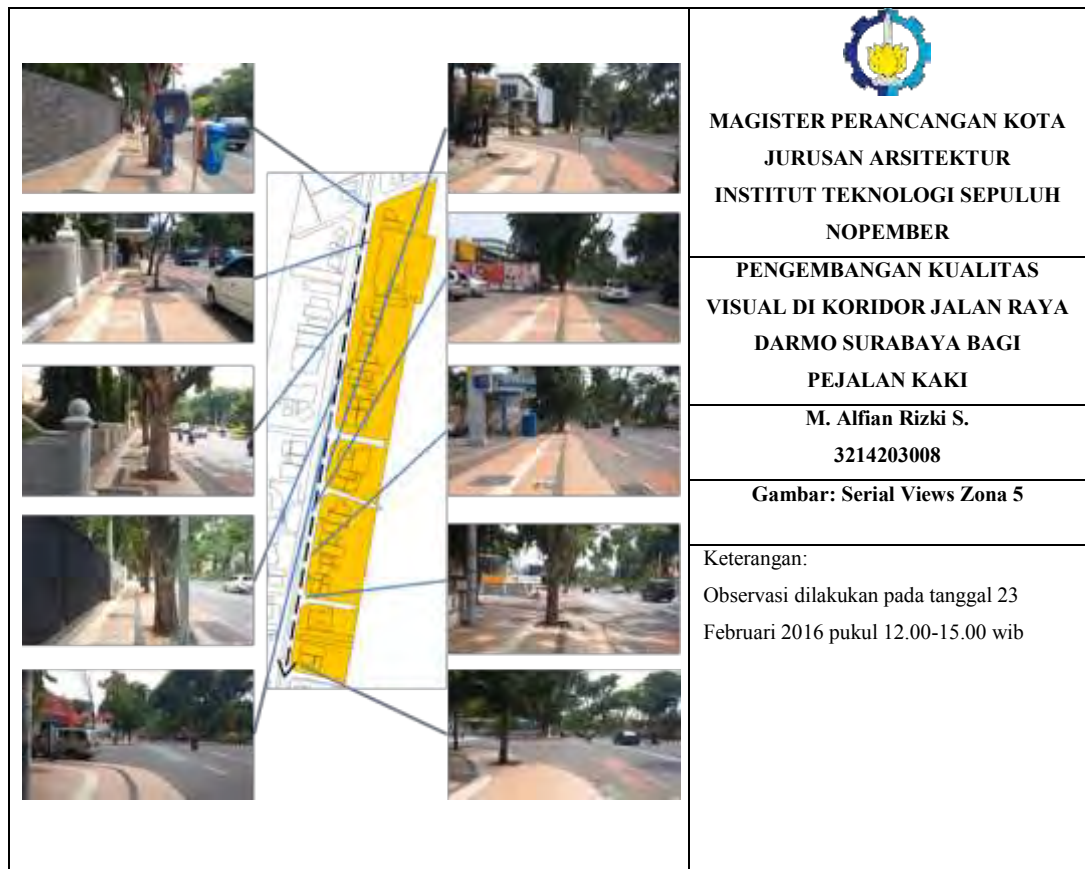 MAGISTER PERANCANGAN KOTA
JURUSAN ARSITEKTUR
INSTITUT TEKNOLOGI SEPULUH
NOPEMBER
PENGEMBANGAN KUALITAS
VISUAL DI KORIDOR JALAN RAYA
DARMO SURABAYA BAGI
PEJALAN KAKI
M. Alfian Rizki S.
3214203008
Gambar: Serial Views Zona 5
Keterangan:
Observasi dilakukan pada tanggal 23
Februari 2016 pukul 12.00-15.00 wib